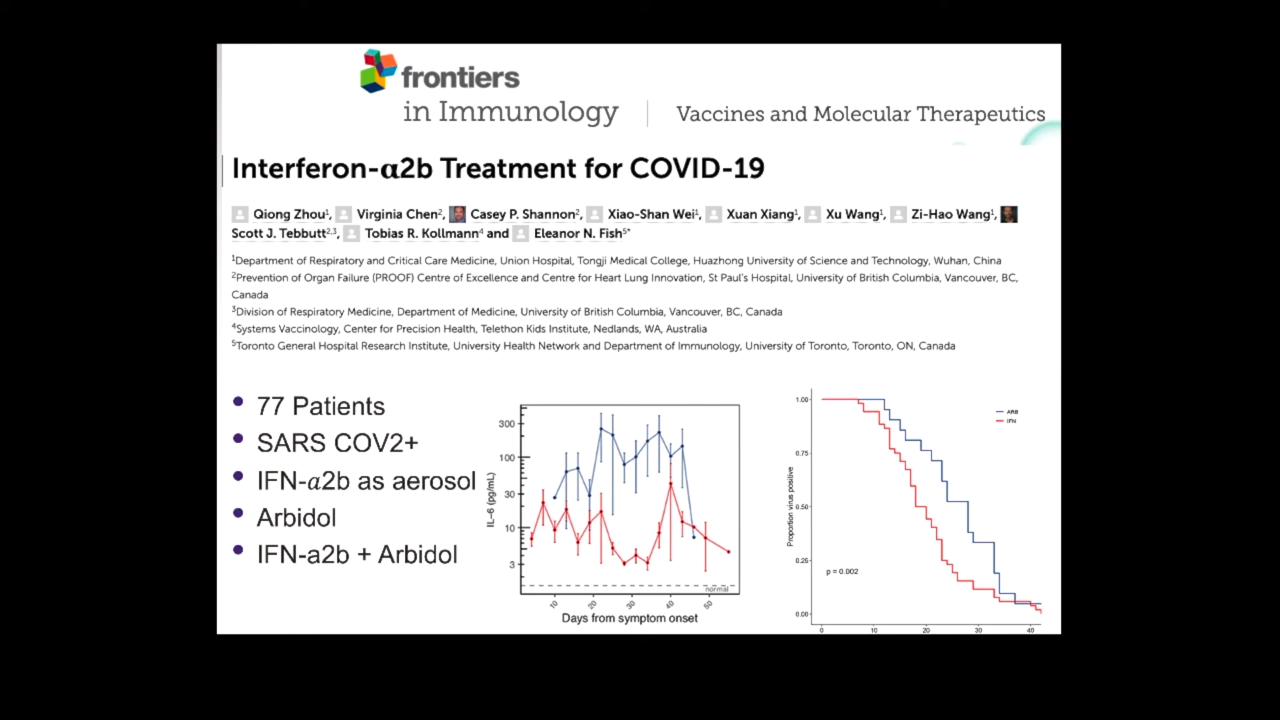 frontiers
in Immunology | Vaccines and Molecular Therapeutics
Interferon-α2b Treatment for COVID-19
Qiong Zhou¹, Virginia Chen², Casey P. Shannon², Xiao-Shan Wei¹, Xuan Xiang¹, Xu Wang¹, Zi-Hao Wang¹,
Scott J. Tebbutt²,³, Tobias R. Kollmann⁴ and Eleanor N. Fish⁵*
¹Department of Respiratory and Critical Care Medicine, Union Hospital, Tongji Medical College, Huazhong University of Science and Technology, Wuhan, China
²Prevention of Organ Failure (PROOF) Centre of Excellence and Centre for Heart Lung Innovation, St Paul's Hospital, University of British Columbia, Vancouver, BC,
Canada
³Division of Respiratory Medicine, Department of Medicine, University of British Columbia, Vancouver, BC, Canada
⁴Systems Vaccinology, Center for Precision Health, Telethon Kids Institute, Nedlands, WA, Australia
⁵Toronto General Hospital Research Institute, University Health Network and Department of Immunology, University of Toronto, Toronto, ON, Canada
• 77 Patients
• SARS COV2+
• IFN-α2b as aerosol
• Arbidol
• IFN-a2b + Arbidol
IL-6 (pg/mL)
300
100
30
10
3
normal
10 20 30 40 50
Days from symptom onset
Proportion virus positive
1.00
0.75
0.50
0.25
0.00
ARB
IFN
p = 0.002
0 10 20 30 40